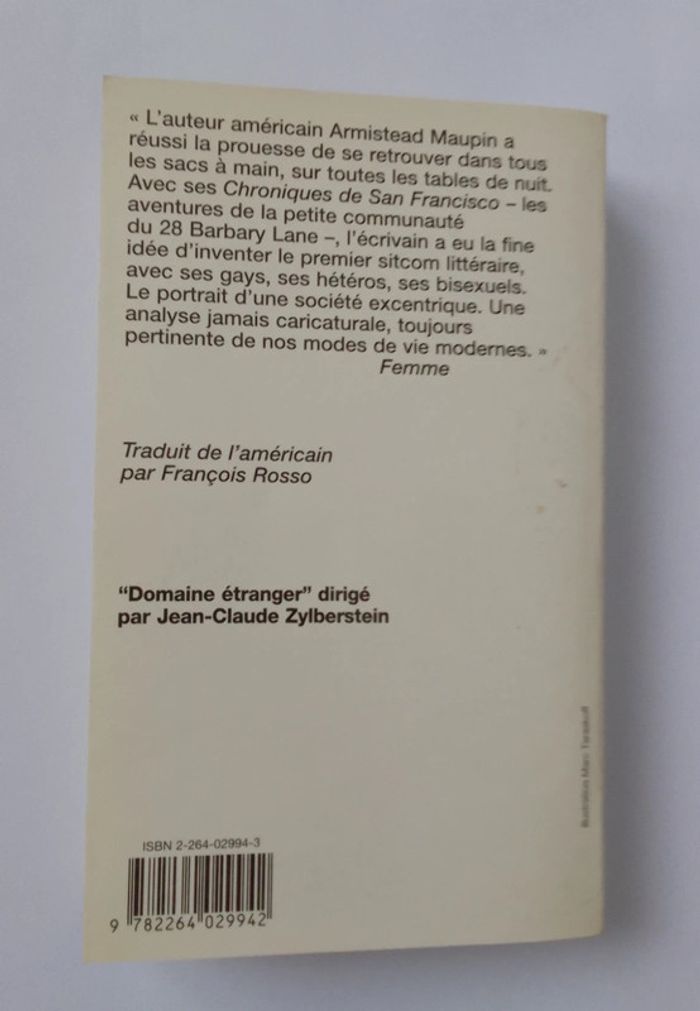 « L'auteur américain Armistead Maupin a
réussi la prouesse de se retrouver dans tous
les sacs à main, sur toutes les tables de nuit.
Avec ses Chroniques de San Francisco – les
aventures de la petite communauté
du 28 Barbary Lane –, l'écrivain a eu la fine
idée d'inventer le premier sitcom littéraire,
avec ses gays, ses hétéros, ses bisexuels.
Le portrait d'une société excentrique. Une
analyse jamais caricaturale, toujours
pertinente de nos modes de vie modernes. »
Femme
Traduit de l'américain
par François Rosso
"Domaine étranger" dirigé
par Jean-Claude Zylberstein
Illustration Marc Taraskoff
ISBN 2-264-02994-3
9 782264 029942